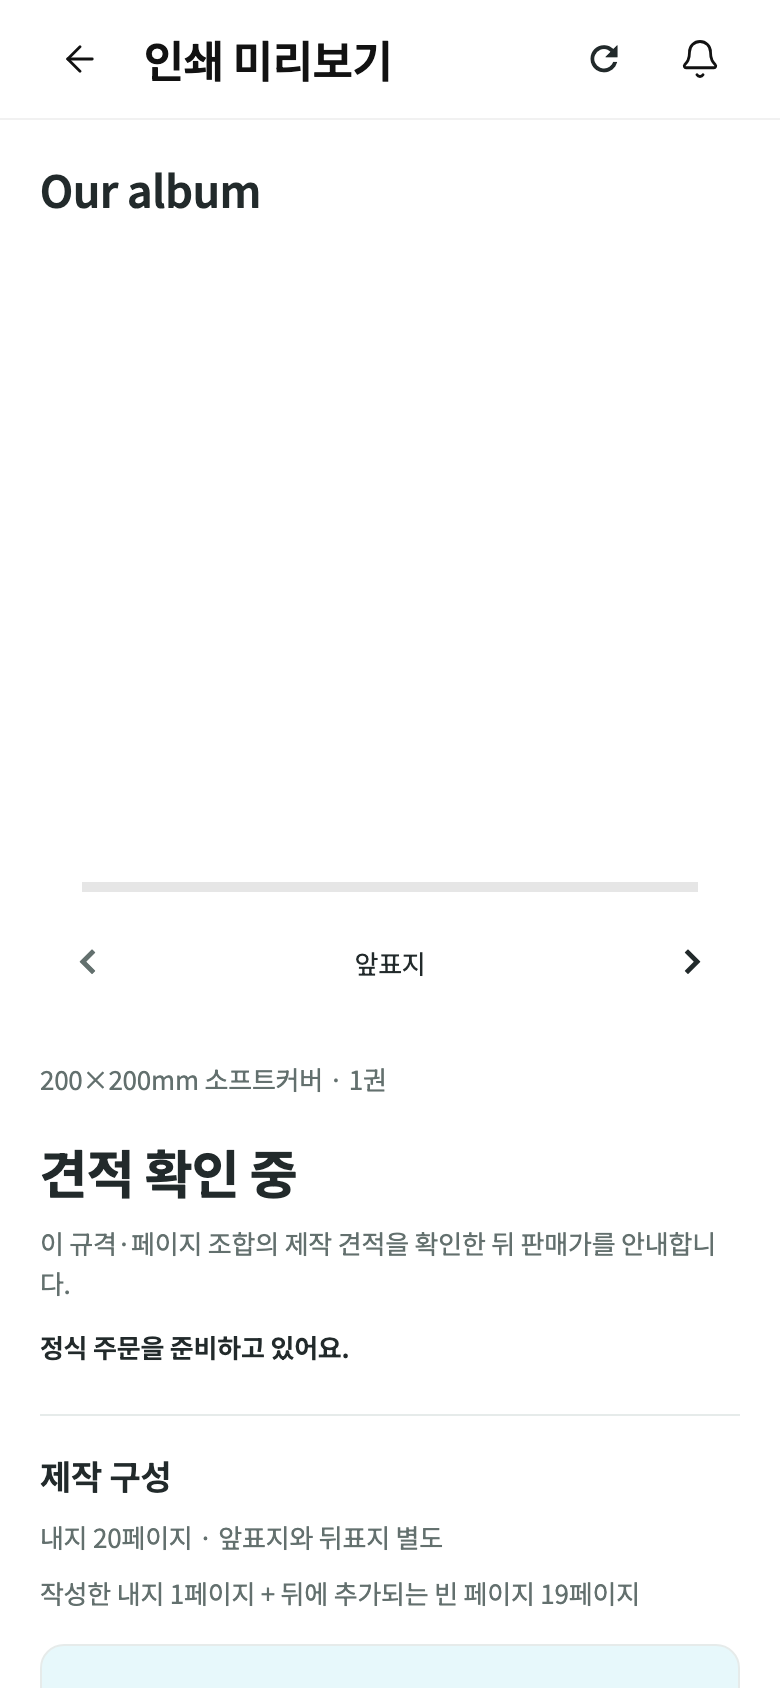 인쇄 미리보기
Our album
앞표지
200×200mm 소프트커버 · 1권
견적 확인 중
이 규격·페이지 조합의 제작 견적을 확인한 뒤 판매가를 안내합니
다.
정식 주문을 준비하고 있어요.
제작 구성
내지 20페이지 · 앞표지와 뒤표지 별도
작성한 내지 1페이지 + 뒤에 추가되는 빈 페이지 19페이지